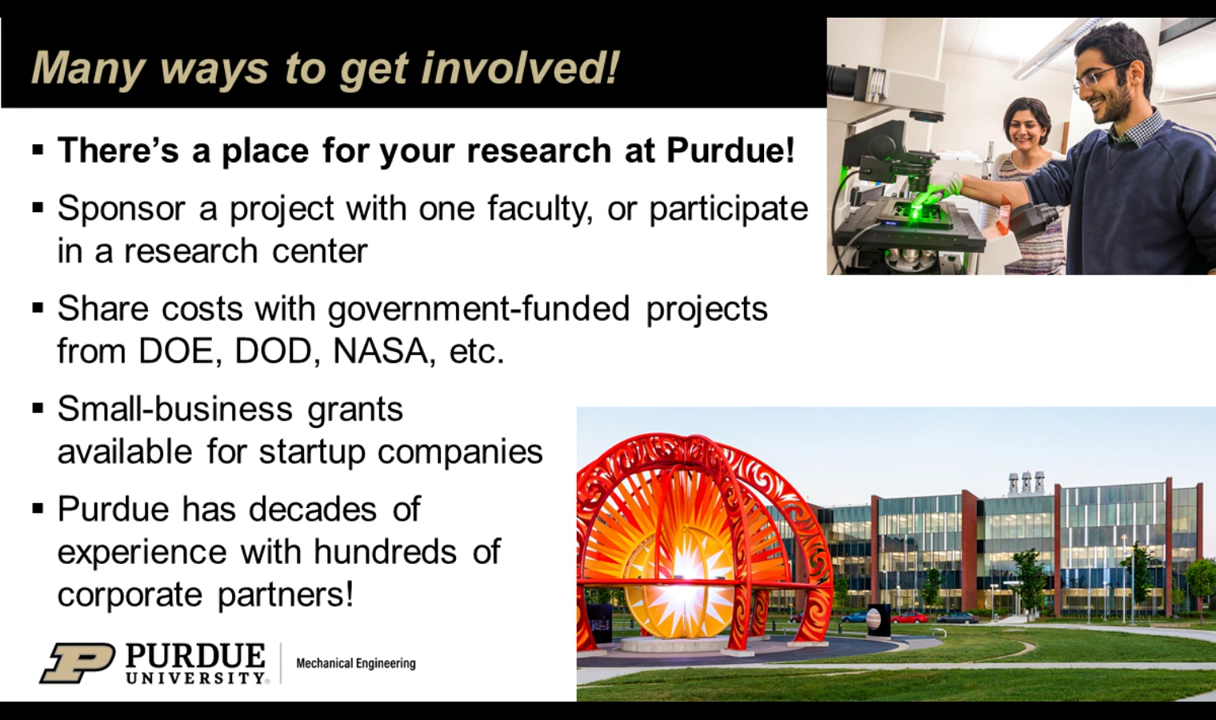 Many ways to get involved!
▪ There’s a place for your research at Purdue!
▪ Sponsor a project with one faculty, or participate
in a research center
▪ Share costs with government-funded projects
from DOE, DOD, NASA, etc.
▪ Small-business grants
available for startup companies
▪ Purdue has decades of
experience with hundreds of
corporate partners!
PURDUE
UNIVERSITY®
Mechanical Engineering